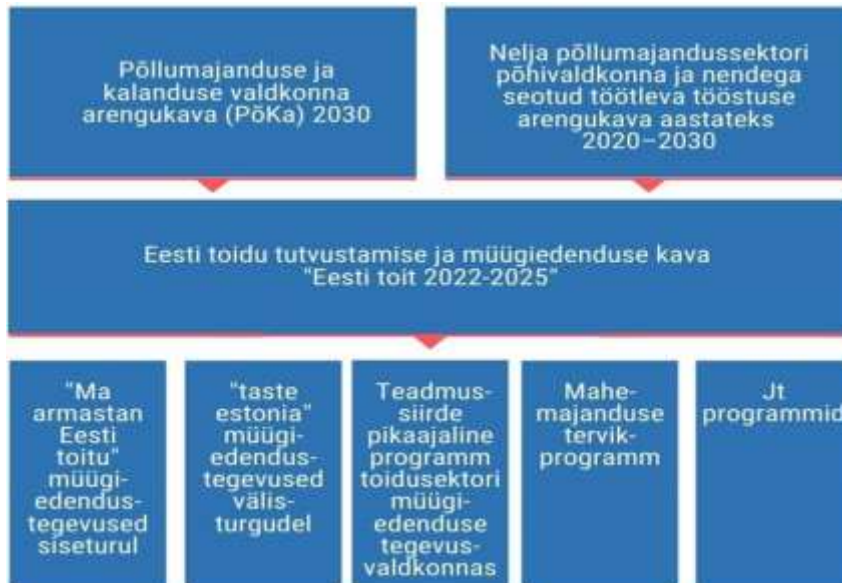 Põllumajanduse ja
kalanduse valdkonna
arengukava (PõKa) 2030
Nelja põllumajandussektori
põhivaldkonna ja nendega
seotud töötleva tööstuse
arengukava aastateks
2020–2030
Eesti toidu tutvustamise ja müügiedenduse kava
"Eesti toit 2022-2025"
"Ma
armastan
Eesti
toitu"
müügi-
edendus-
tegevused
siseturul
"taste
estonia"
müügi-
edendus-
tegevused
välis-
turgudel
Teadmus-
siirde
pikaajaline
programm
toidusektori
müügi-
edenduse
tegevus-
valdkonnas
Mahe-
majanduse
tervik-
programm
Jt
programmid